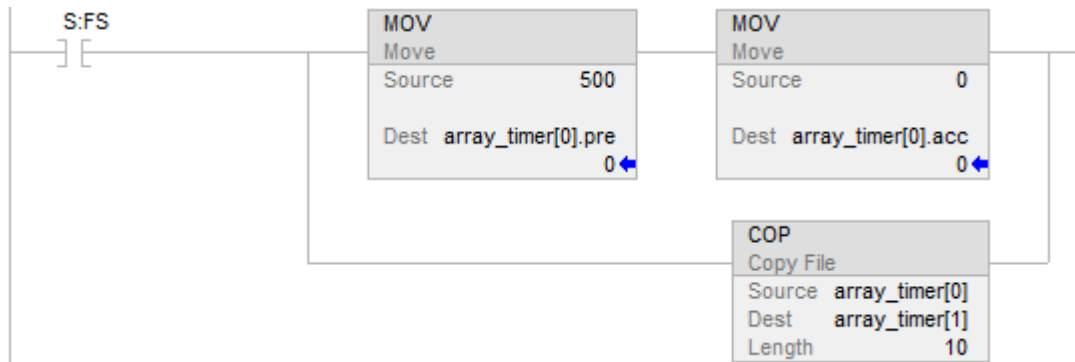 S:FS
MOV
Move
Source 500
Dest array_timer[0].pre
0
MOV
Move
Source 0
Dest array_timer[0].acc
0
COP
Copy File
Source array_timer[0]
Dest array_timer[1]
Length 10